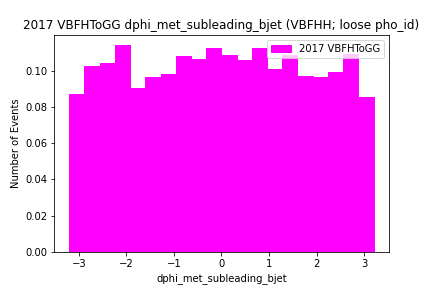 2017 VBFHToGG dphi_met_subleading_bjet (VBFHH; loose pho_id)
2017 VBFHToGG
Number of Events
0.10
0.08
0.06
0.04
0.02
0.00
−3 −2 −1 0 1 2 3
dphi_met_subleading_bjet